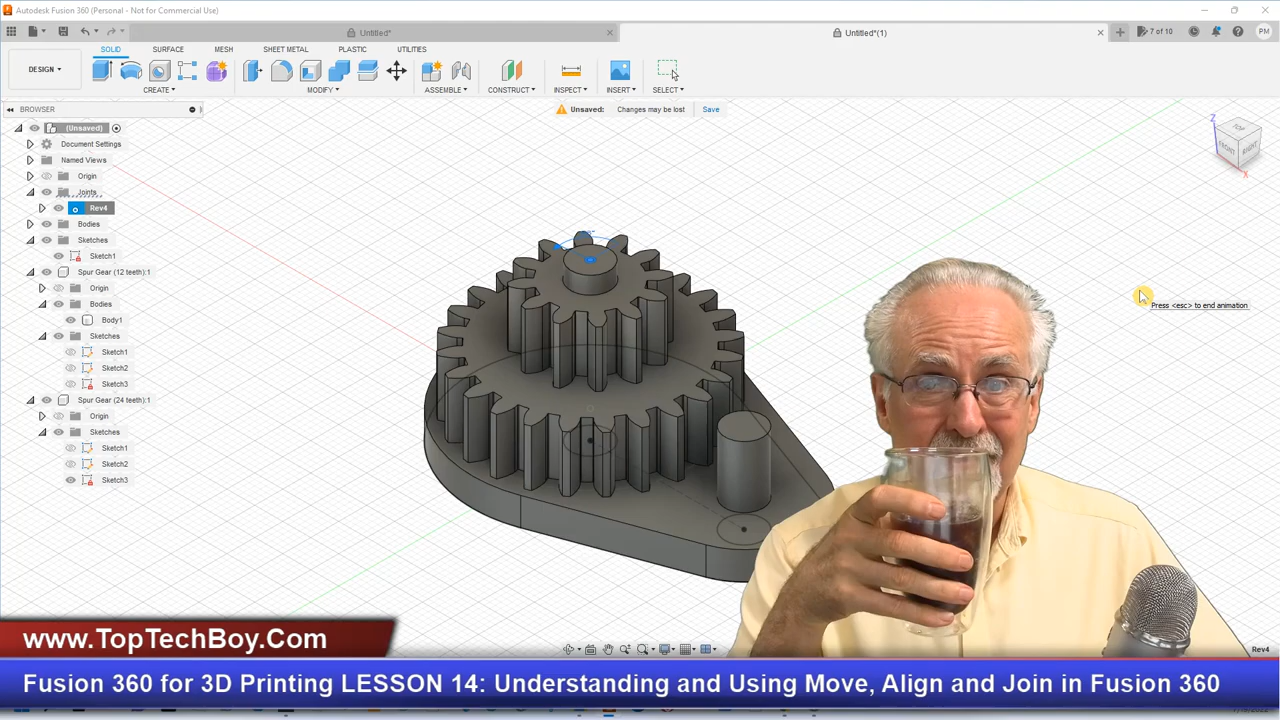 Autodesk Fusion 360 (Personal - Not for Commercial Use)
Untitled*
Untitled*(1)
7 of 10
PM
DESIGN
SOLID
SURFACE
MESH
SHEET METAL
PLASTIC
UTILITIES
CREATE
MODIFY
ASSEMBLE
CONSTRUCT
INSPECT
INSERT
SELECT
BROWSER
Unsaved: Changes may be lost Save
(Unsaved)
Document Settings
Named Views
Origin
Joints
Rev4
Bodies
Sketches
Sketch1
Spur Gear (12 teeth):1
Origin
Bodies
Body1
Sketches
Sketch1
Sketch2
Sketch3
Spur Gear (24 teeth):1
Origin
Sketches
Sketch1
Sketch2
Sketch3
Z
TOP
FRONT
RIGHT
X
Press <esc> to end animation
Rev4
www.TopTechBoy.Com
Fusion 360 for 3D Printing LESSON 14: Understanding and Using Move, Align and Join in Fusion 360